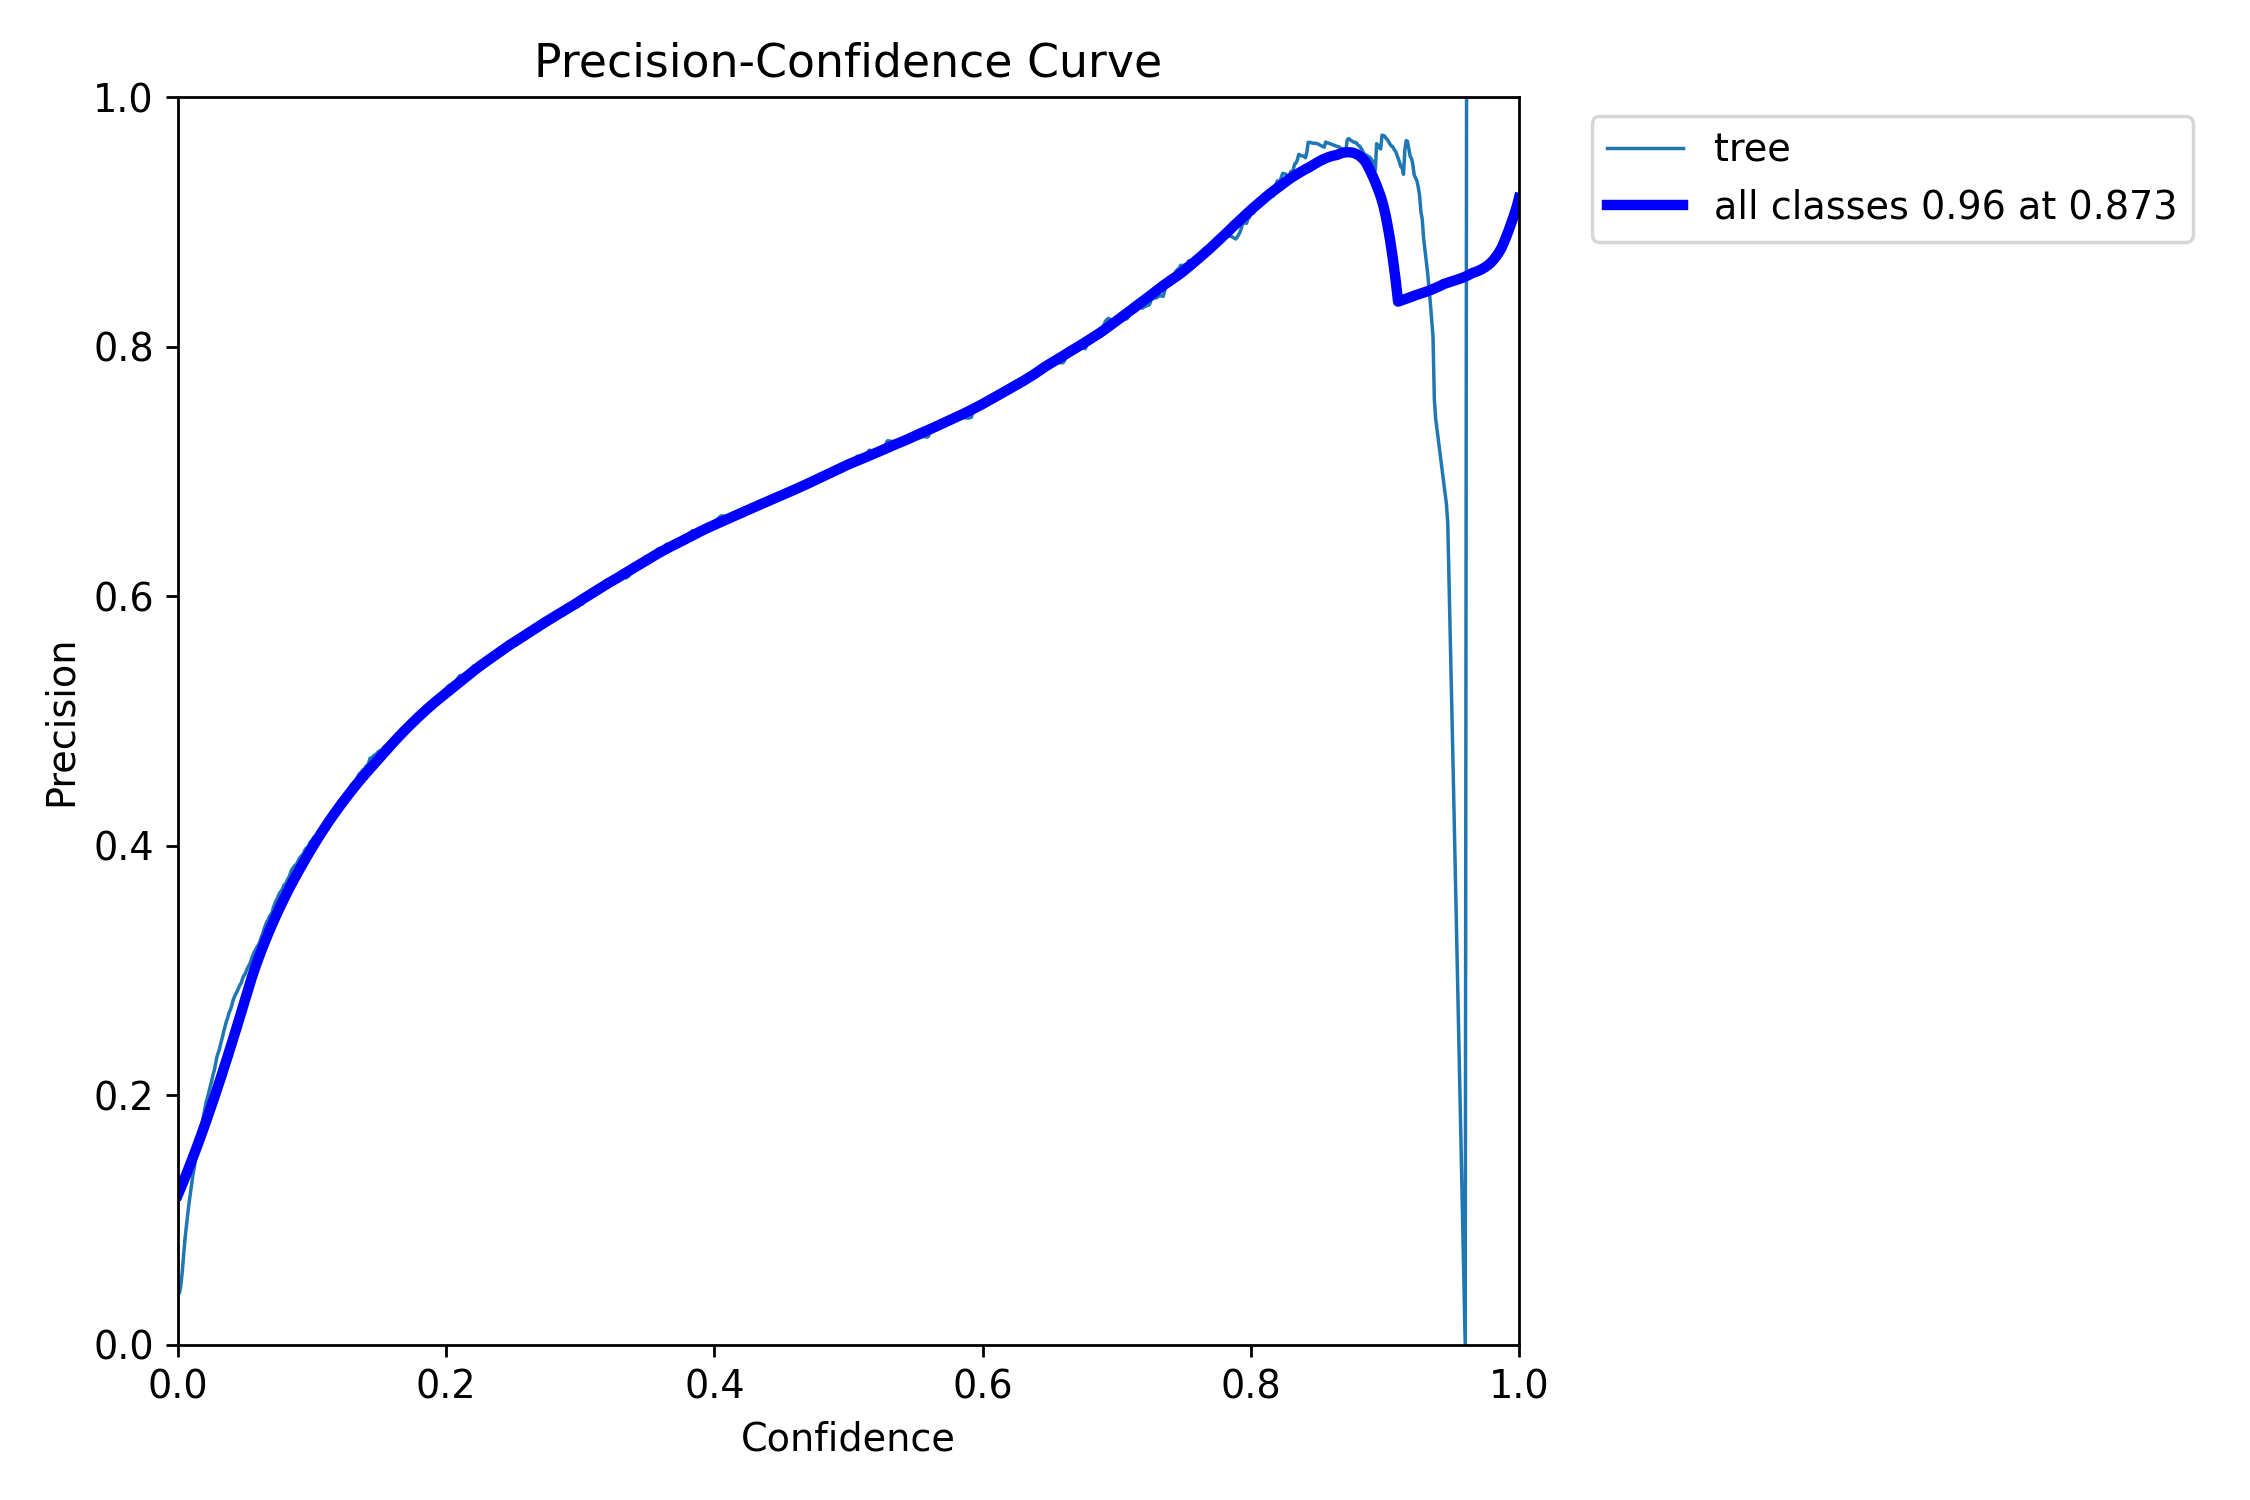 Precision-Confidence Curve
tree
all classes 0.96 at 0.873
1.0
0.8
0.6
0.4
0.2
0.0
Precision
0.0 0.2 0.4 0.6 0.8 1.0
Confidence